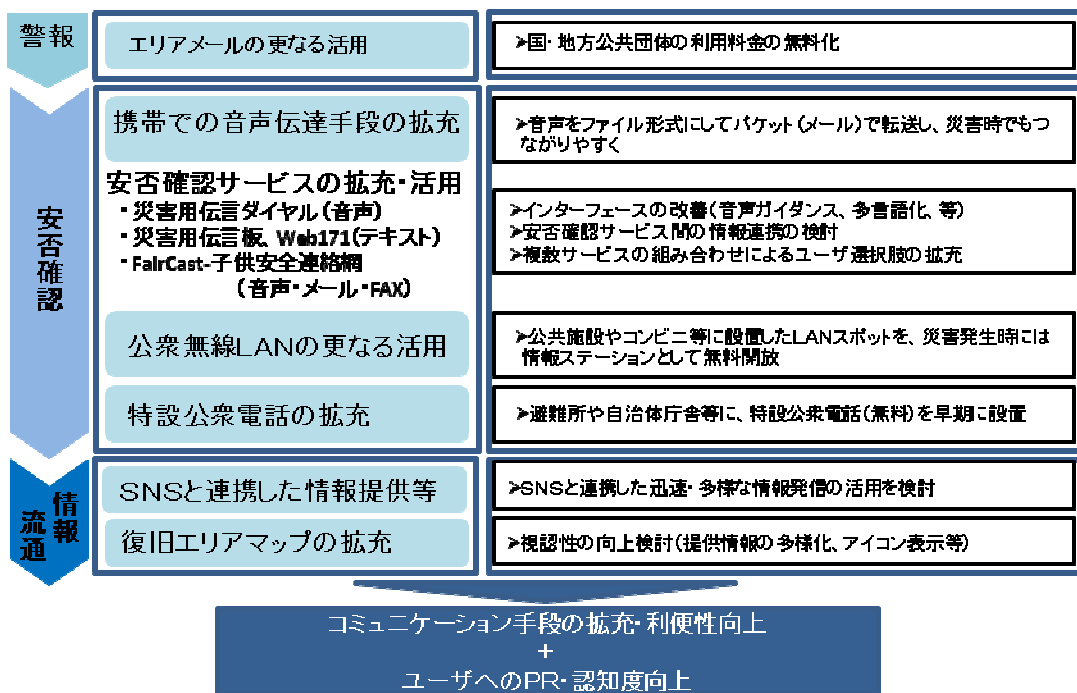 警報
エリアメールの更なる活用
➢国・地方公共団体の利用料金の無料化
安否確認
携帯での音声伝達手段の拡充
➢音声をファイル形式にしてパケット(メール)で転送し、災害時でもつ
ながりやすく
安否確認サービスの拡充・活用
・災害用伝言ダイヤル(音声)
・災害用伝言板、Web171(テキスト)
・FairCast-子供安全連絡網
(音声・メール・FAX)
➢インターフェースの改善(音声ガイダンス、多言語化、等)
➢安否確認サービス間の情報連携の検討
➢複数サービスの組み合わせによるユーザ選択肢の拡充
公衆無線LANの更なる活用
➢公共施設やコンビニ等に設置したLANスポットを、災害発生時には
情報ステーションとして無料開放
特設公衆電話の拡充
➢避難所や自治体庁舎等に、特設公衆電話(無料)を早期に設置
情報
流通
SNSと連携した情報提供等
➢SNSと連携した迅速・多様な情報発信の活用を検討
復旧エリアマップの拡充
➢視認性の向上検討(提供情報の多様化、アイコン表示等)
コミュニケーション手段の拡充・利便性向上
+
ユーザへのPR・認知度向上